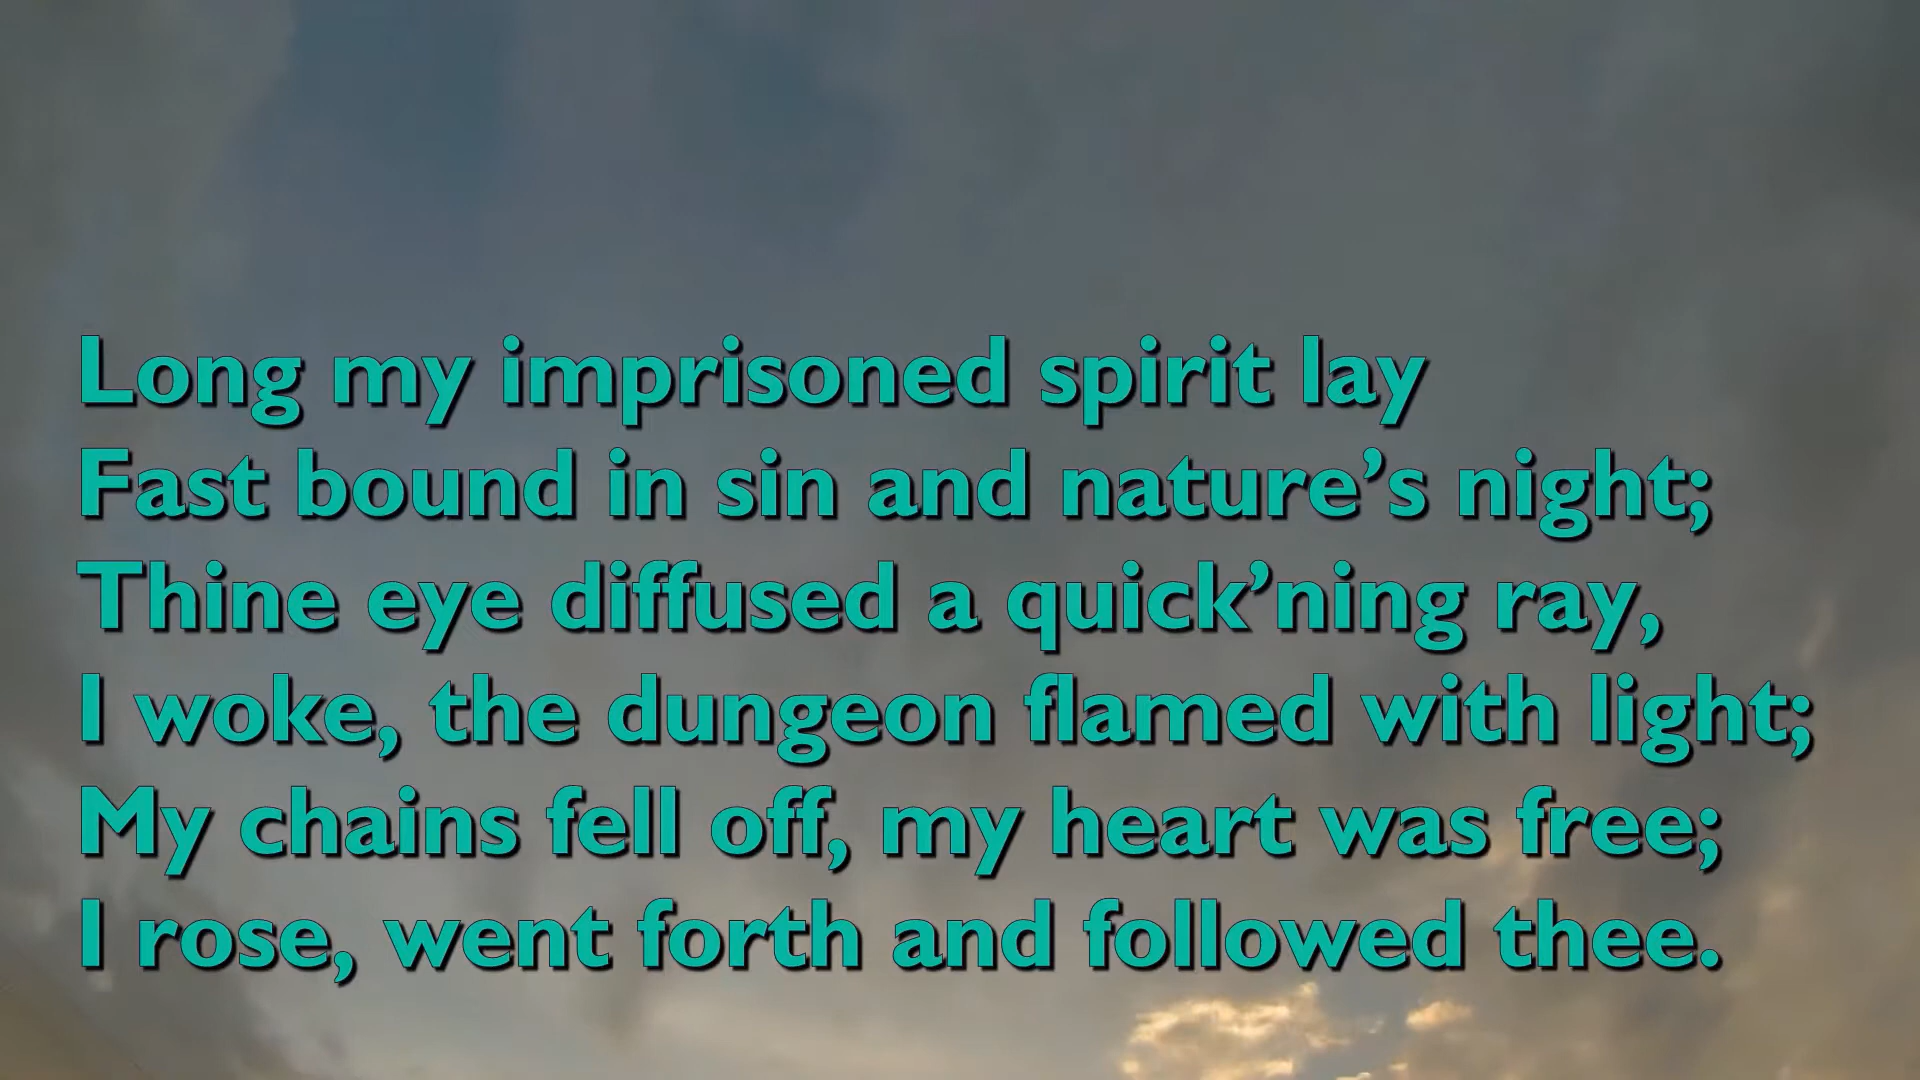 Long my imprisoned spirit lay
Fast bound in sin and nature’s night;
Thine eye diffused a quick’ning ray,
I woke, the dungeon flamed with light;
My chains fell off, my heart was free;
I rose, went forth and followed thee.